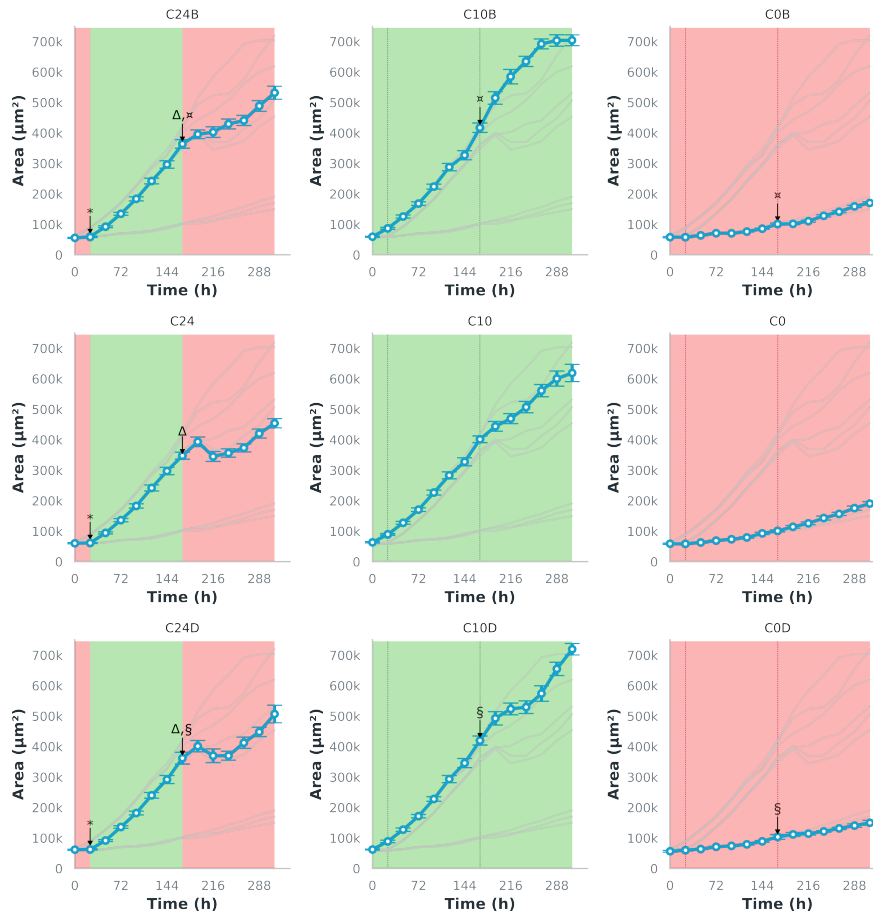 C24B
C10B
C0B
700k
600k
500k
400k
300k
200k
100k
0
Area (µm²)
*
Δ,¤
0 72 144 216 288
Time (h)
700k
600k
500k
400k
300k
200k
100k
0
Area (µm²)
¤
0 72 144 216 288
Time (h)
700k
600k
500k
400k
300k
200k
100k
0
Area (µm²)
¤
0 72 144 216 288
Time (h)
C24
C10
C0
700k
600k
500k
400k
300k
200k
100k
0
Area (µm²)
*
Δ
0 72 144 216 288
Time (h)
700k
600k
500k
400k
300k
200k
100k
0
Area (µm²)
0 72 144 216 288
Time (h)
700k
600k
500k
400k
300k
200k
100k
0
Area (µm²)
0 72 144 216 288
Time (h)
C24D
C10D
C0D
700k
600k
500k
400k
300k
200k
100k
0
Area (µm²)
*
Δ,§
0 72 144 216 288
Time (h)
700k
600k
500k
400k
300k
200k
100k
0
Area (µm²)
§
0 72 144 216 288
Time (h)
700k
600k
500k
400k
300k
200k
100k
0
Area (µm²)
§
0 72 144 216 288
Time (h)